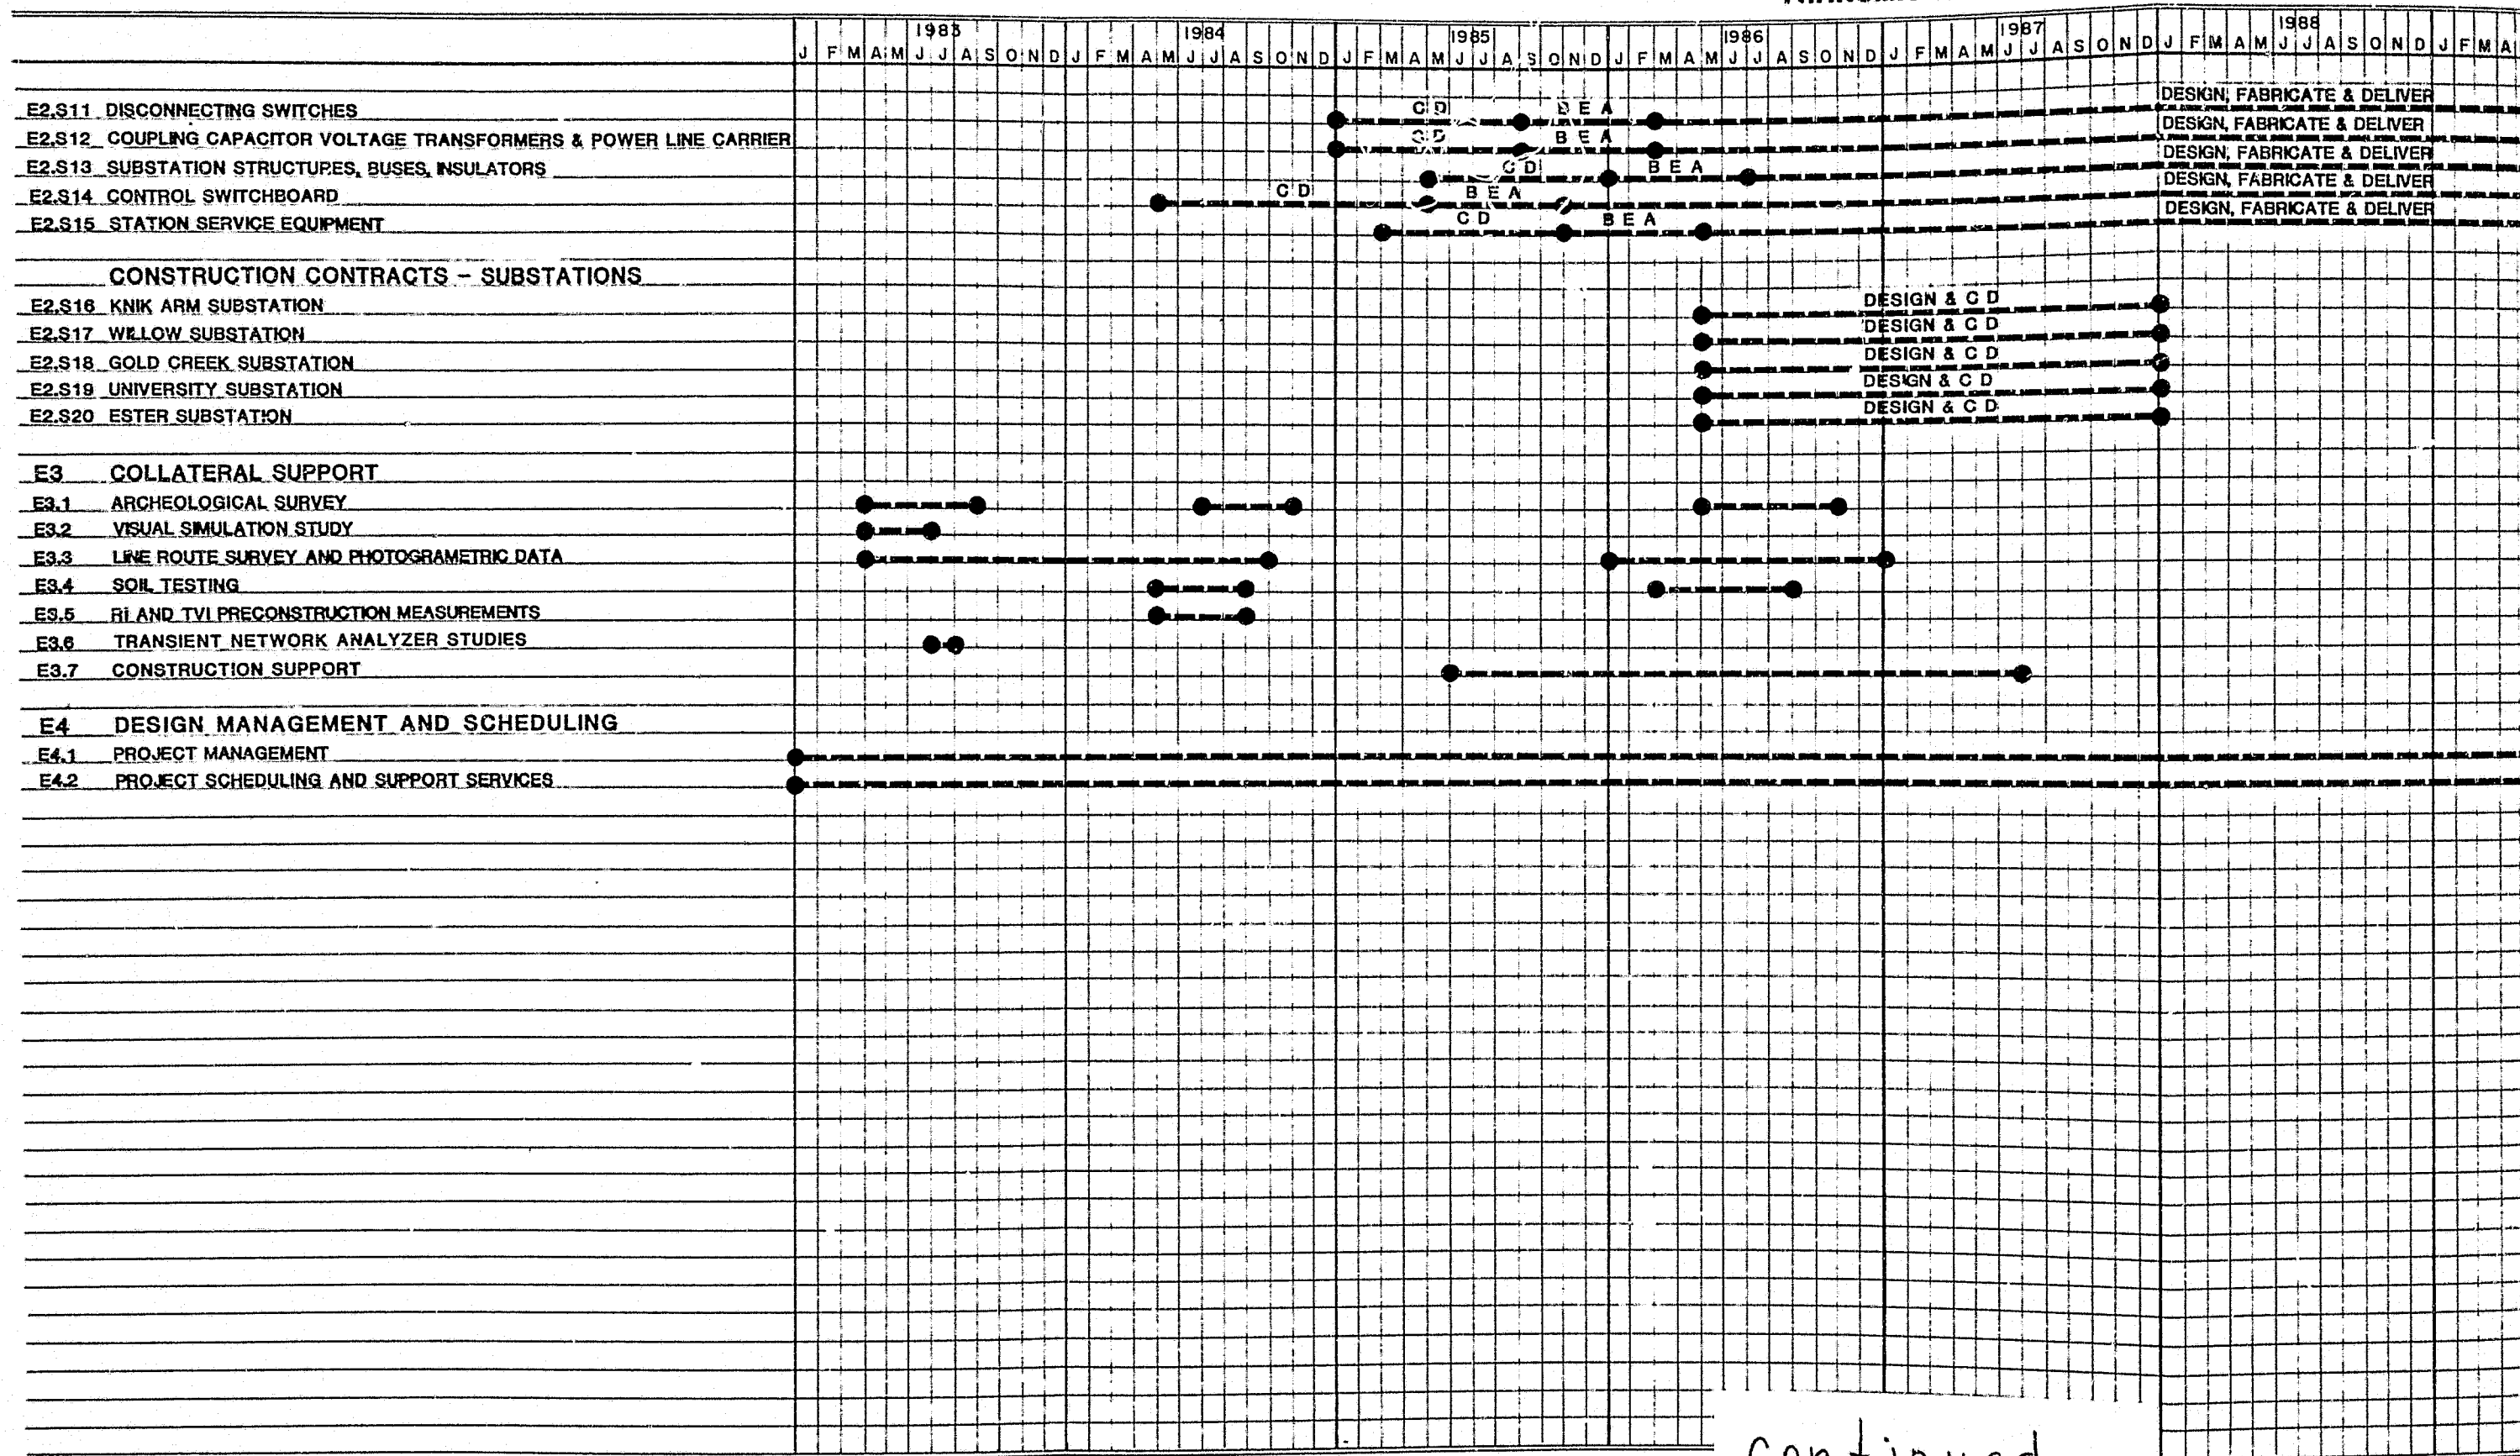 1983 1984 1985 1986 1987 1988
J F M A M J J A S O N D J F M A M J J A S O N D J F M A M J J A S O N D J F M A M J J A S O N D J F M A M J J A S O N D J F M A M J J A S O N D J F M A
E2.S11 DISCONNECTING SWITCHES C D B E A DESIGN, FABRICATE & DELIVER
E2.S12 COUPLING CAPACITOR VOLTAGE TRANSFORMERS & POWER LINE CARRIER C D B E A DESIGN, FABRICATE & DELIVER
E2.S13 SUBSTATION STRUCTURES, BUSES, INSULATORS C D B E A DESIGN, FABRICATE & DELIVER
E2.S14 CONTROL SWITCHBOARD C D B E A DESIGN, FABRICATE & DELIVER
E2.S15 STATION SERVICE EQUIPMENT C D B E A DESIGN, FABRICATE & DELIVER
CONSTRUCTION CONTRACTS - SUBSTATIONS
E2.S16 KNIK ARM SUBSTATION DESIGN & C D
E2.S17 WILLOW SUBSTATION DESIGN & C D
E2.S18 GOLD CREEK SUBSTATION DESIGN & C D
E2.S19 UNIVERSITY SUBSTATION DESIGN & C D
E2.S20 ESTER SUBSTATION DESIGN & C D
E3 COLLATERAL SUPPORT
E3.1 ARCHEOLOGICAL SURVEY
E3.2 VISUAL SIMULATION STUDY
E3.3 LINE ROUTE SURVEY AND PHOTOGRAMETRIC DATA
E3.4 SOIL TESTING
E3.5 RI AND TVI PRECONSTRUCTION MEASUREMENTS
E3.6 TRANSIENT NETWORK ANALYZER STUDIES
E3.7 CONSTRUCTION SUPPORT
E4 DESIGN MANAGEMENT AND SCHEDULING
E4.1 PROJECT MANAGEMENT
E4.2 PROJECT SCHEDULING AND SUPPORT SERVICES
Continued